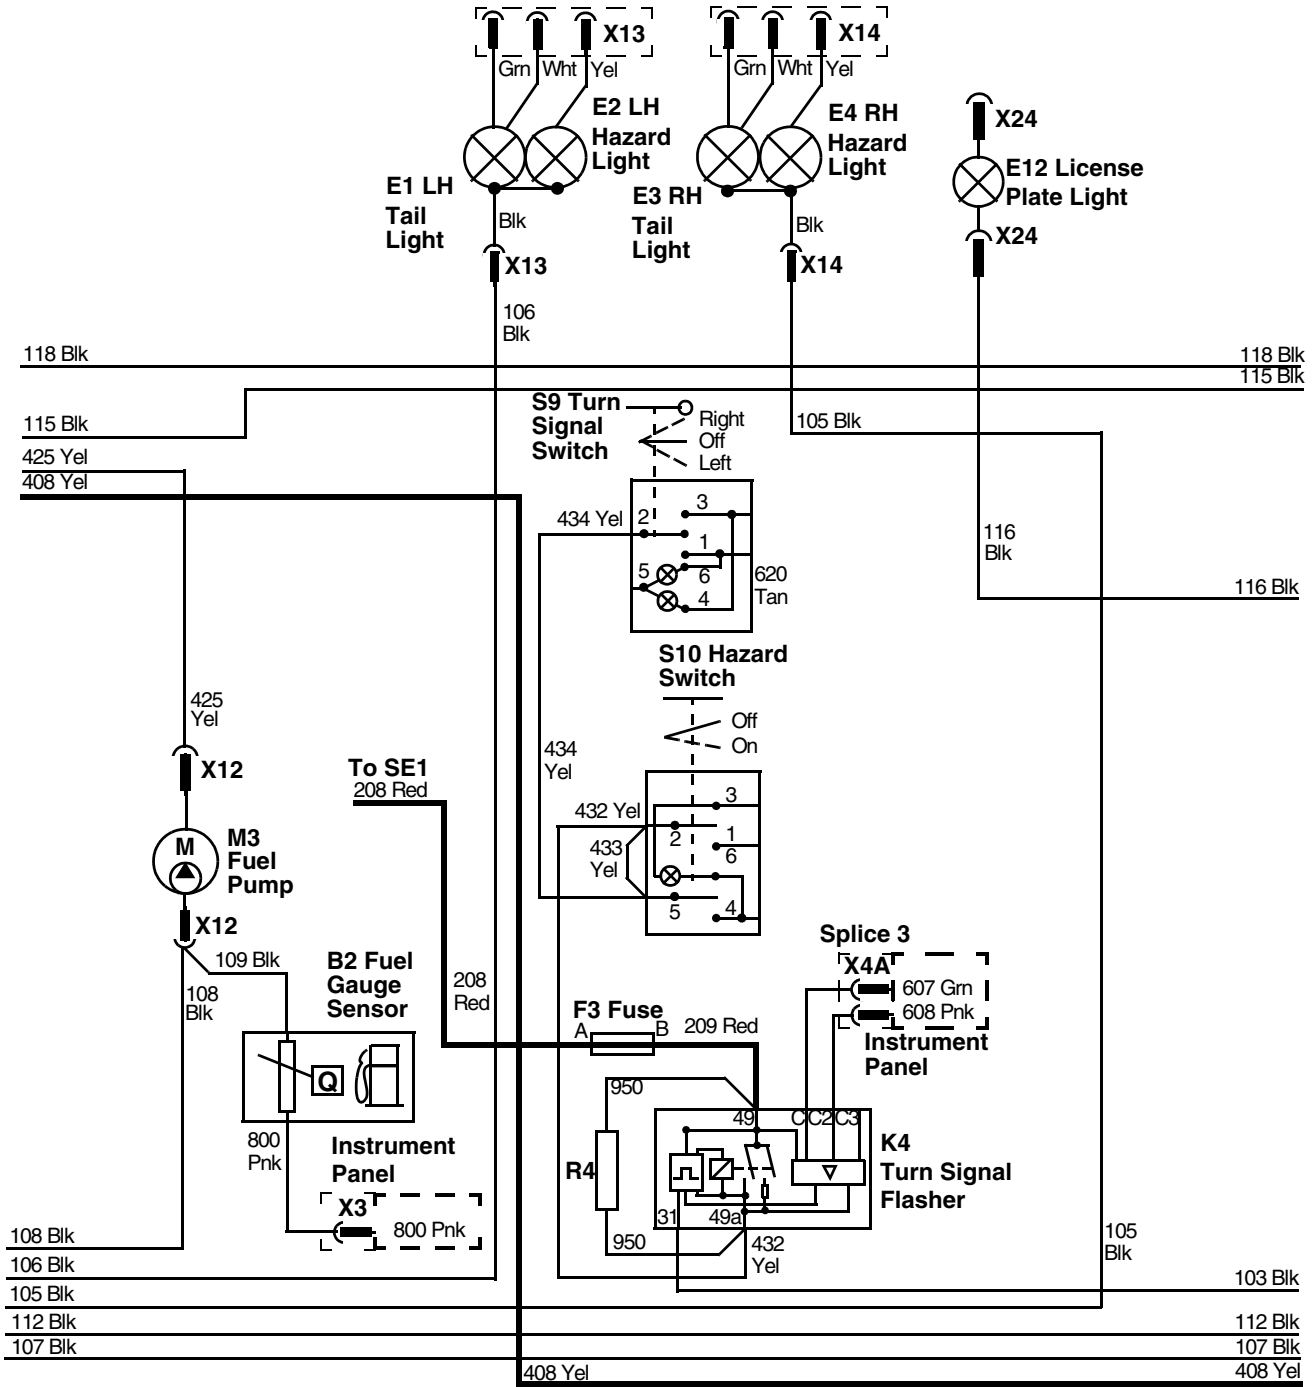 X13
X14
Grn Wht Yel
Grn Wht Yel
E2 LH
Hazard
Light
E4 RH
Hazard
Light
X24
E12 License
Plate Light
X24
E1 LH
Tail
Light
Blk
X13
E3 RH
Tail
Light
Blk
X14
106
Blk
118 Blk
118 Blk
115 Blk
115 Blk
425 Yel
408 Yel
S9 Turn
Signal
Switch
Right
Off
Left
105 Blk
434 Yel
2
3
1
5
6
4
620
Tan
116
Blk
116 Blk
S10 Hazard
Switch
Off
On
425
Yel
X12
To SE1
208 Red
434
Yel
432 Yel
433
Yel
3
2
1
6
5
4
M
M3
Fuel
Pump
X12
109 Blk
108
Blk
B2 Fuel
Gauge
Sensor
Q
208
Red
F3 Fuse
A
B
209 Red
Splice 3
X4A
607 Grn
608 Pnk
Instrument
Panel
950
49
C C2 C3
R4
K4
Turn Signal
Flasher
31
49a
950
432
Yel
800
Pnk
Instrument
Panel
X3
800 Pnk
105
Blk
108 Blk
106 Blk
103 Blk
105 Blk
112 Blk
112 Blk
107 Blk
107 Blk
408 Yel
408 Yel